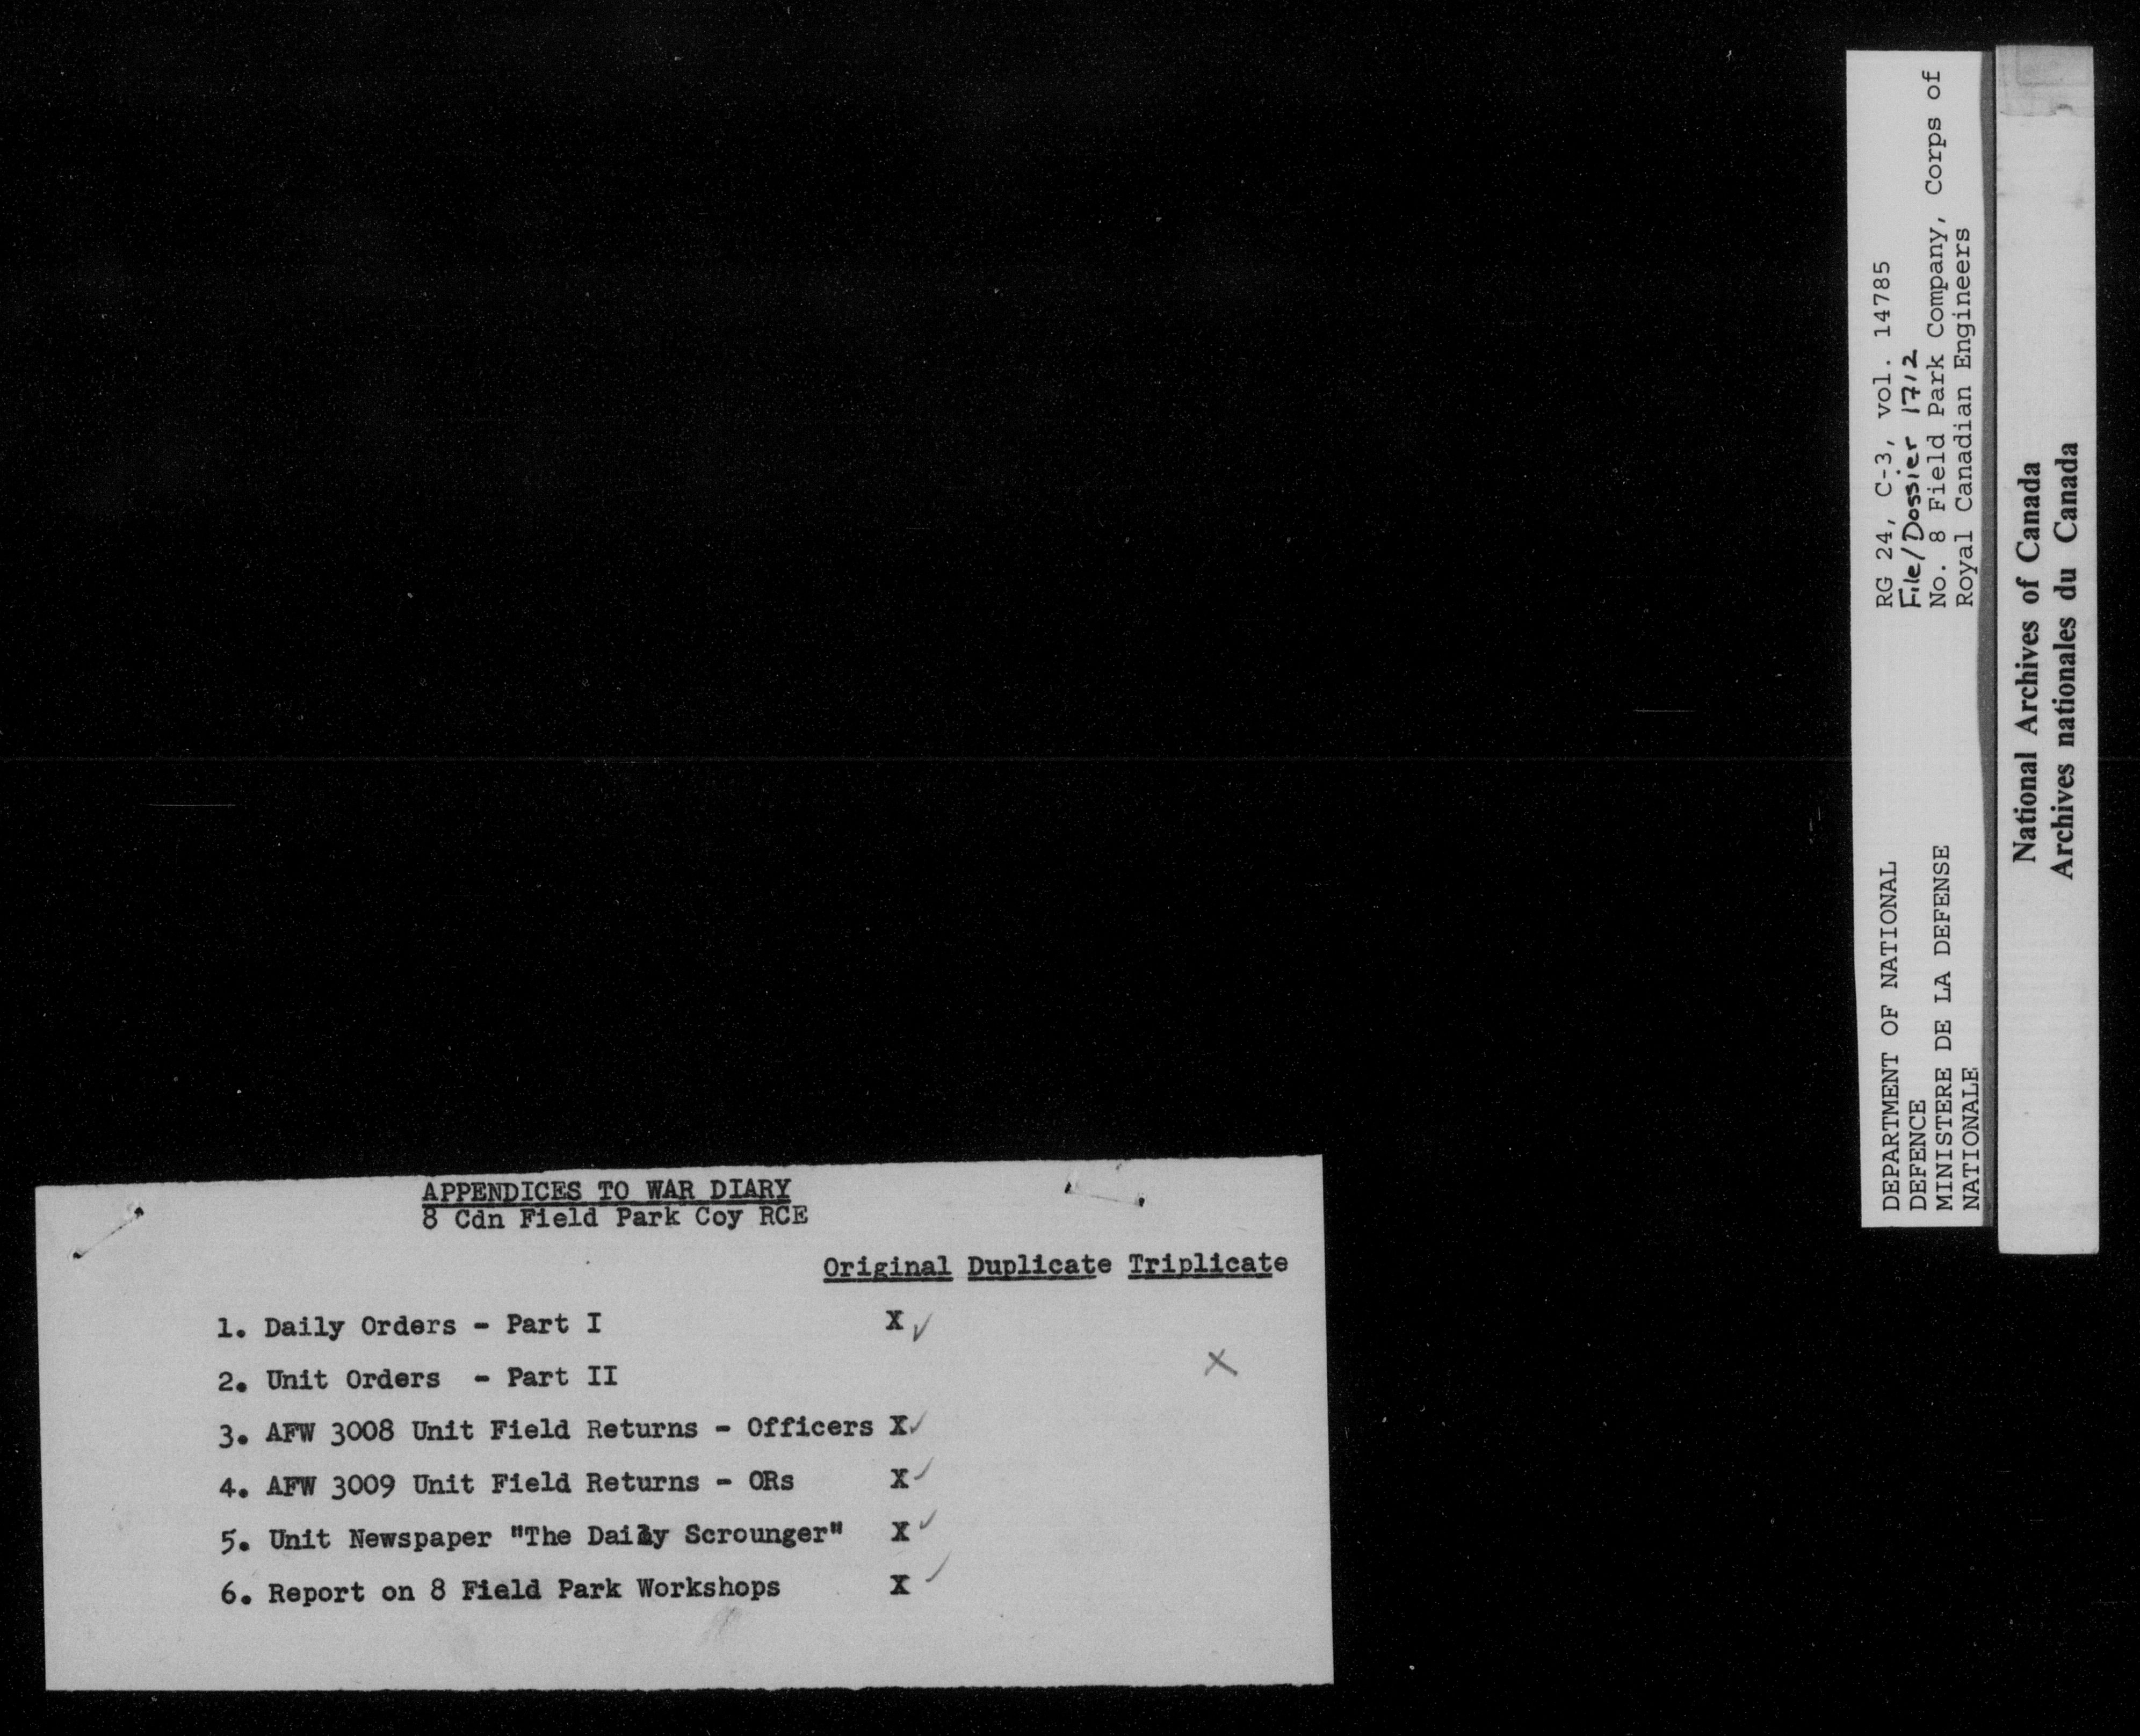 APPENDICES TO WAR DIARY
8 Cdn Field Park Coy RCE
Original Duplicate Triplicate
1. Daily Orders - Part I X ✓
2. Unit Orders - Part II X
3. AFW 3008 Unit Field Returns - Officers X ✓
4. AFW 3009 Unit Field Returns - ORs X ✓
5. Unit Newspaper "The Daily Scrounger" X ✓
6. Report on 8 Field Park Workshops X ✓
DEPARTMENT OF NATIONAL
DEFENCE
MINISTERE DE LA DEFENSE
NATIONALE
RG 24, C-3, vol. 14785
File/Dossier 1712
No. 8 Field Park Company, Corps of
Royal Canadian Engineers
National Archives of Canada
Archives nationales du Canada